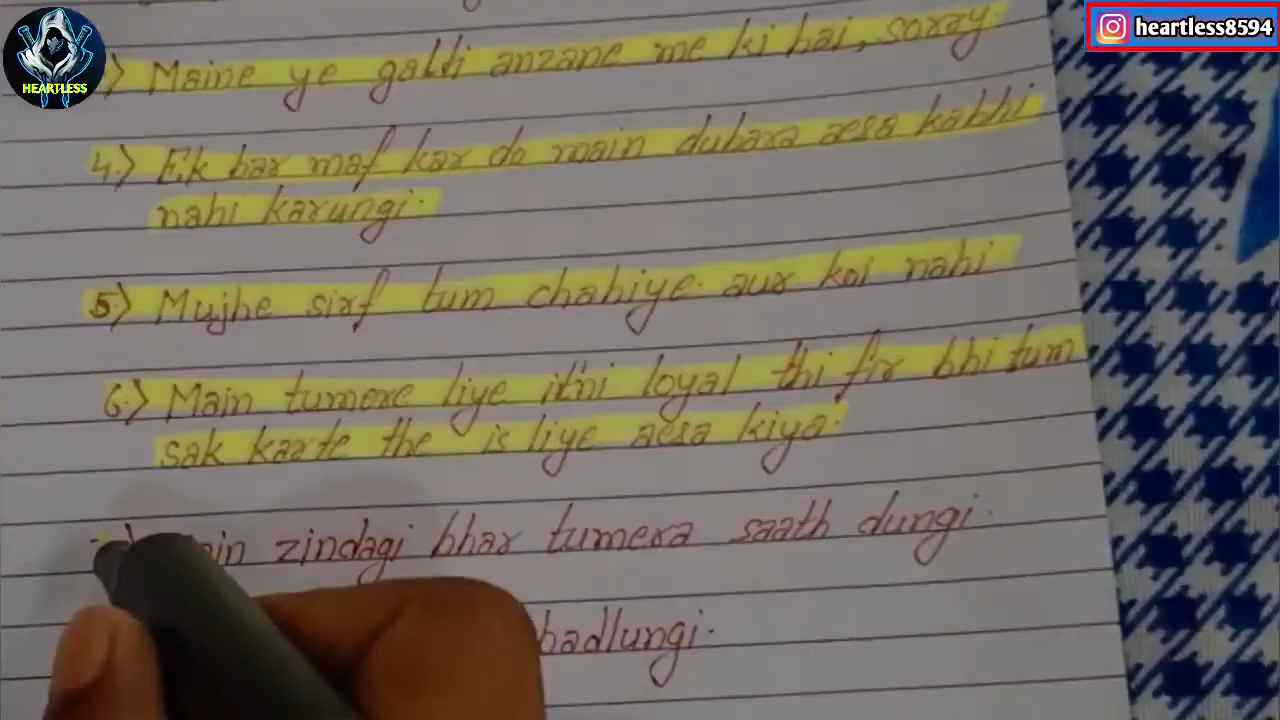 HEARTLESS
heartless8594
) Maine ye galti anzane me ki hai, soray
4.) Ek bar maf kar do main dubara aesa kabhi
nahi karungi.
5) Mujhe sirf tum chahiye. aur koi nahi
6.) Main tumere liye itni loyal thi fir bhi tum
sak karte the is liye aesa kiya.
) zindagi bhar tumera saath dungi.
badlungi.